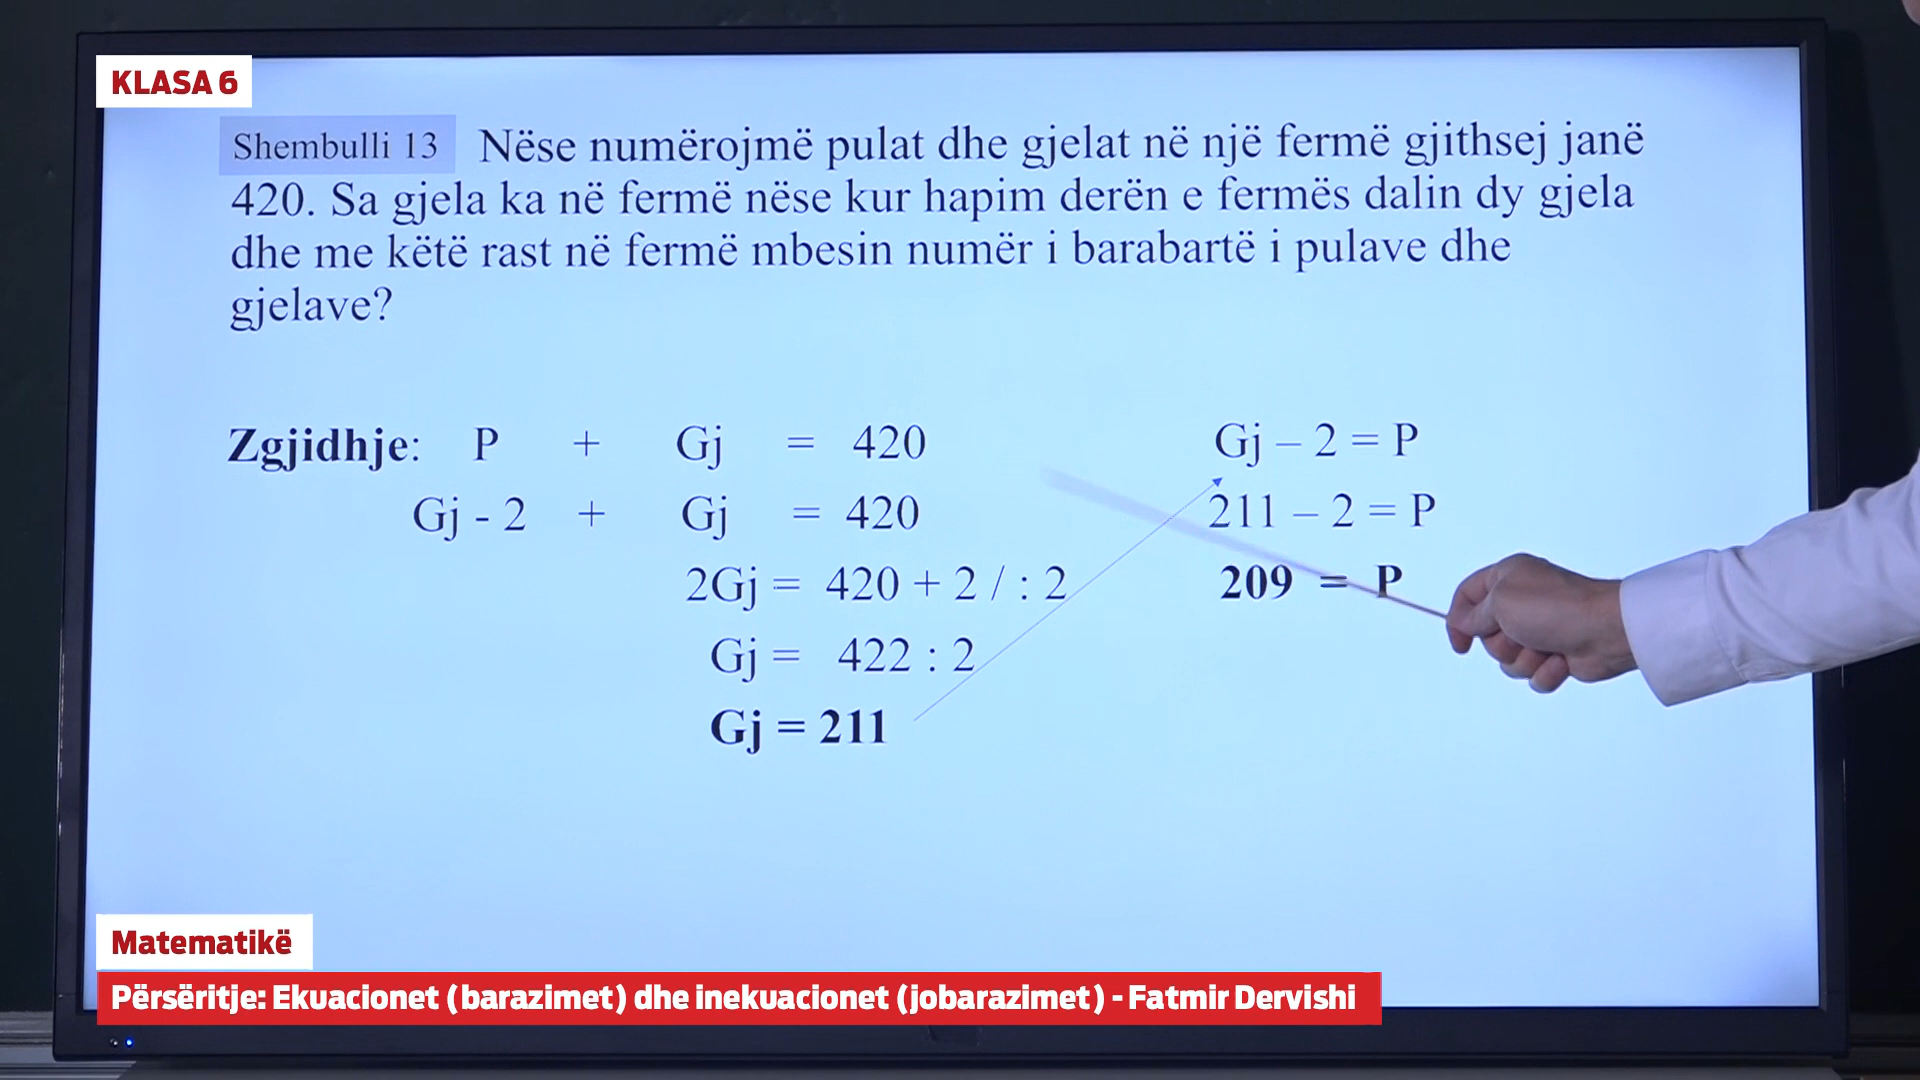 KLASA 6
Shembulli 13 Nëse numërojmë pulat dhe gjelat në një fermë gjithsej janë
420. Sa gjela ka në fermë nëse kur hapim derën e fermës dalin dy gjela
dhe me këtë rast në fermë mbesin numër i barabartë i pulave dhe
gjelave?
Zgjidhje: P + Gj = 420
Gj - 2 + Gj = 420
2Gj = 420 + 2 / : 2
Gj = 422 : 2
Gj = 211
Gj – 2 = P
211 – 2 = P
209 = P
Matematikë
Përsëritje: Ekuacionet (barazimet) dhe inekuacionet (jobarazimet) - Fatmir Dervishi